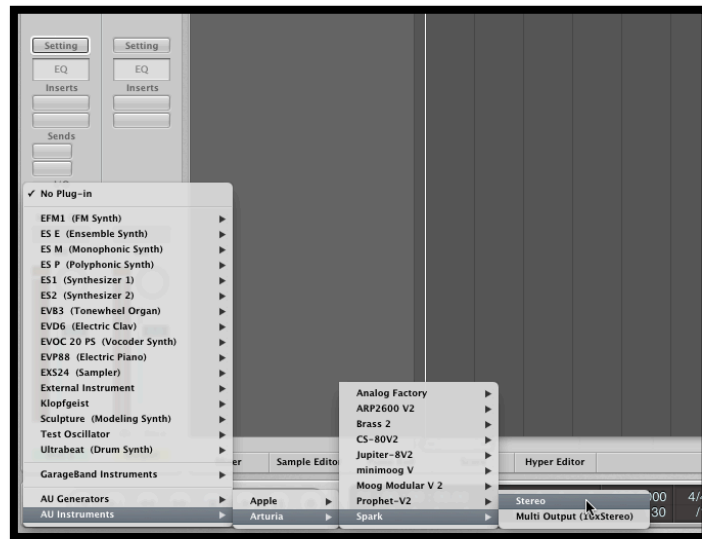 Setting Setting
EQ EQ
Inserts Inserts
Sends
✓ No Plug-in
EFM1 (FM Synth)
ES E (Ensemble Synth)
ES M (Monophonic Synth)
ES P (Polyphonic Synth)
ES1 (Synthesizer 1)
ES2 (Synthesizer 2)
EVB3 (Tonewheel Organ)
EVD6 (Electric Clav)
EVOC 20 PS (Vocoder Synth)
EVP88 (Electric Piano)
EXS24 (Sampler)
External Instrument
Klopfgeist
Sculpture (Modeling Synth)
Test Oscillator
Ultrabeat (Drum Synth)
GarageBand Instruments
AU Generators
AU Instruments
Apple
Arturia
Analog Factory
ARP2600 V2
Brass 2
CS-80V2
Jupiter-8V2
minimoog V
Moog Modular V 2
Prophet-V2
Spark
Stereo
Multi Output (16xStereo)
Sample Edito
Hyper Editor